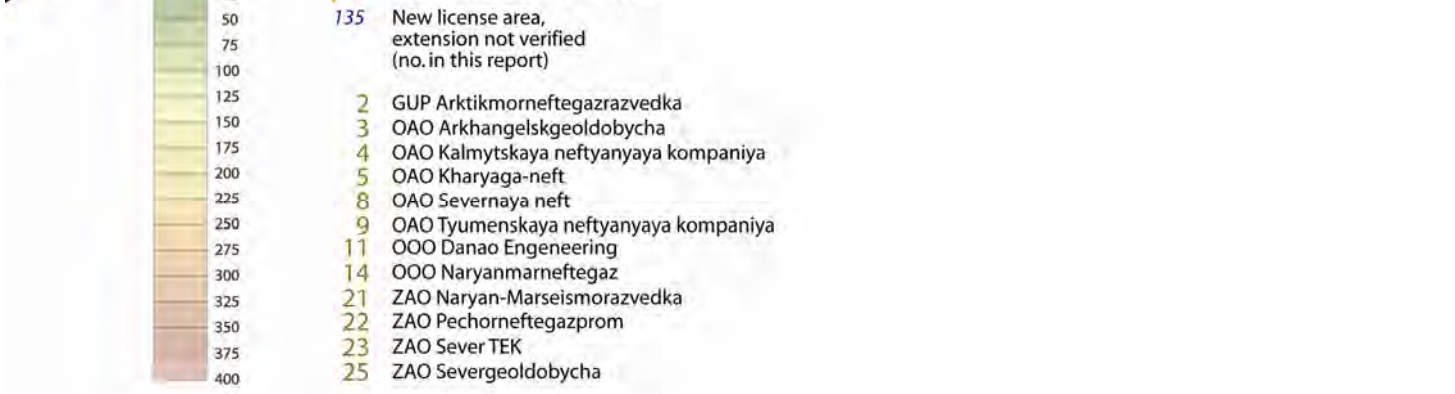 50
75
100
125
150
175
200
225
250
275
300
325
350
375
400
135 New license area,
extension not verified
(no. in this report)
2 GUP Arktikmorneftegazrazvedka
3 OAO Arkhangelskgeoldobycha
4 OAO Kalmytskaya neftyanyaya kompaniya
5 OAO Kharyaga-neft
8 OAO Severnaya neft
9 OAO Tyumenskaya neftyanyaya kompaniya
11 OOO Danao Engeneering
14 OOO Naryanmarneftegaz
21 ZAO Naryan-Marseismorazvedka
22 ZAO Pechorneftegazprom
23 ZAO Sever TEK
25 ZAO Severgeoldobycha